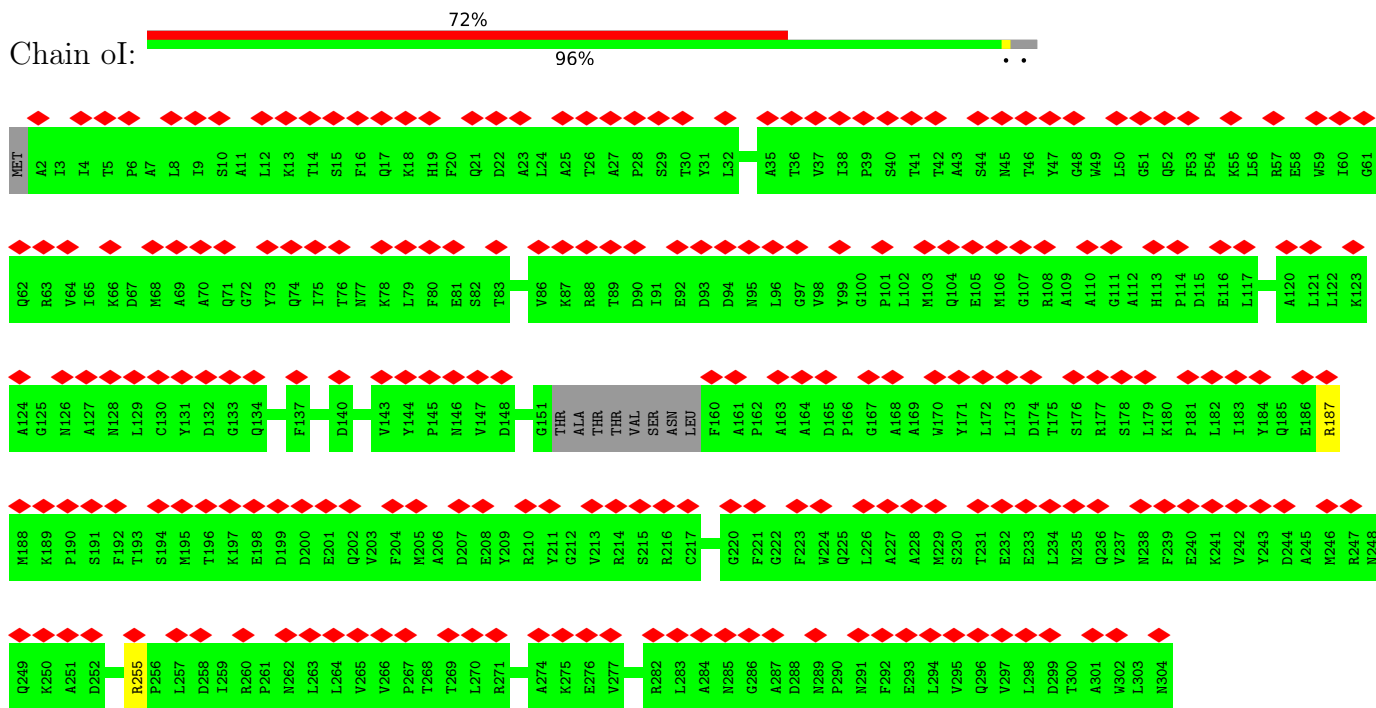 72%
Chain oI:
96%
MET A2 I3 I4 T5 P6 A7 L8 I9 S10 A11 L12 K13 T14 S15 F16 Q17 K18 H19 F20 Q21 D22 A23 L24 A25 T26 A27 P28 S29 T30 Y31 L32 A35 T36 V37 I38 P39 S40 T41 T42 A43 S44 N45 T46 Y47 G48 W49 L50 G51 Q52 F53 P54 K55 L56 R57 E58 W59 I60 G61
Q62 R63 V64 I65 K66 D67 M68 A69 A70 Q71 G72 Y73 Q74 I75 T76 N77 K78 L79 F80 E81 S82 T83 V86 K87 R88 T89 D90 I91 E92 D93 D94 N95 L96 G97 V98 Y99 G100 P101 L102 M103 Q104 E105 M106 G107 R108 A109 A110 G111 A112 H113 P114 D115 E116 L117 A120 L121 L122 K123
A124 G125 N126 A127 N128 L129 C130 Y131 D132 G133 Q134 F137 D140 V143 Y144 P145 N146 V147 D148 G151 THR ALA THR THR VAL SER ASN LEU F160 A161 P162 A163 A164 D165 P166 G167 A168 A169 W170 Y171 L172 L173 D174 T175 S176 R177 S178 L179 K180 P181 L182 I183 Y184 Q185 E186 R187
M188 K189 P190 S191 F192 T193 S194 M195 T196 K197 E198 D199 D200 E201 Q202 V203 F204 M205 A206 D207 E208 Y209 R210 Y211 G212 V213 R214 S215 R216 C217 G220 F221 G222 F223 W224 Q225 L226 A227 A228 M229 S230 T231 E232 E233 L234 N235 Q236 V237 N238 F239 E240 K241 V242 Y243 D244 A245 M246 R247 N248
Q249 K250 A251 D252 R255 P256 L257 D258 I259 R260 P261 N262 L263 L264 V265 V266 P267 T268 T269 L270 R271 A274 K275 E276 V277 R282 L283 A284 N285 G286 A287 D288 N289 P290 N291 F292 E293 L294 V295 Q296 V297 L298 D299 T300 A301 W302 L303 N304